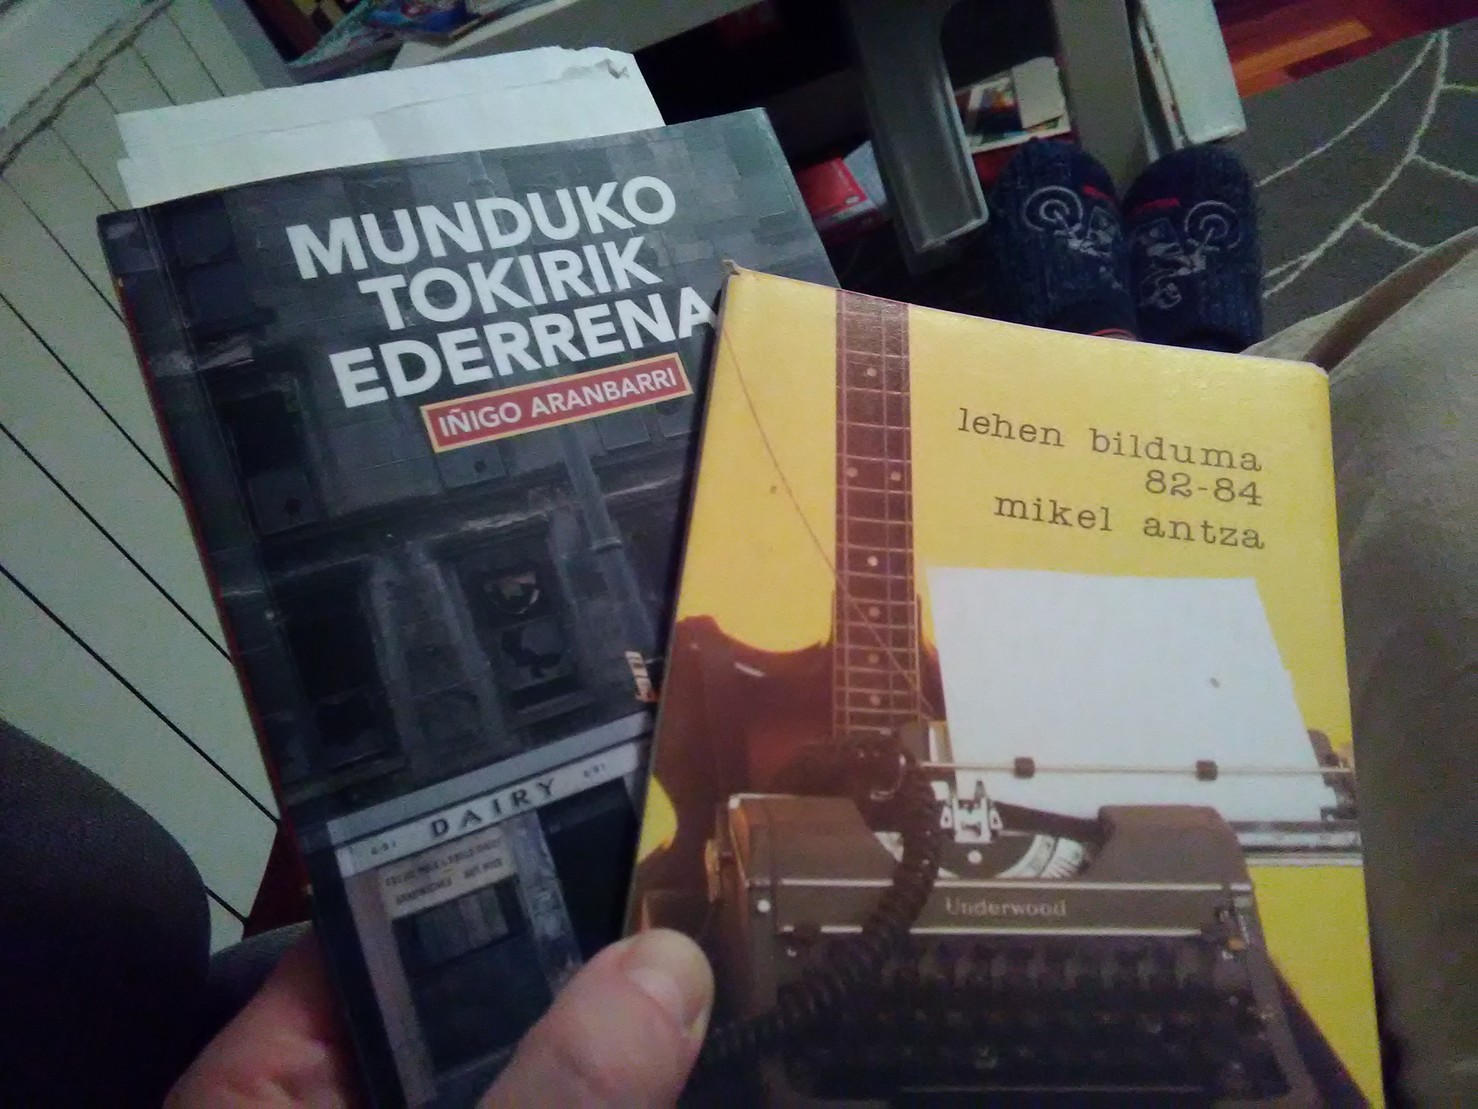 MUNDUKO
TOKIRIK
EDERRENA
IÑIGO ARANBARRI
DAIRY
lehen bilduma
82-84
mikel antza
Underwood